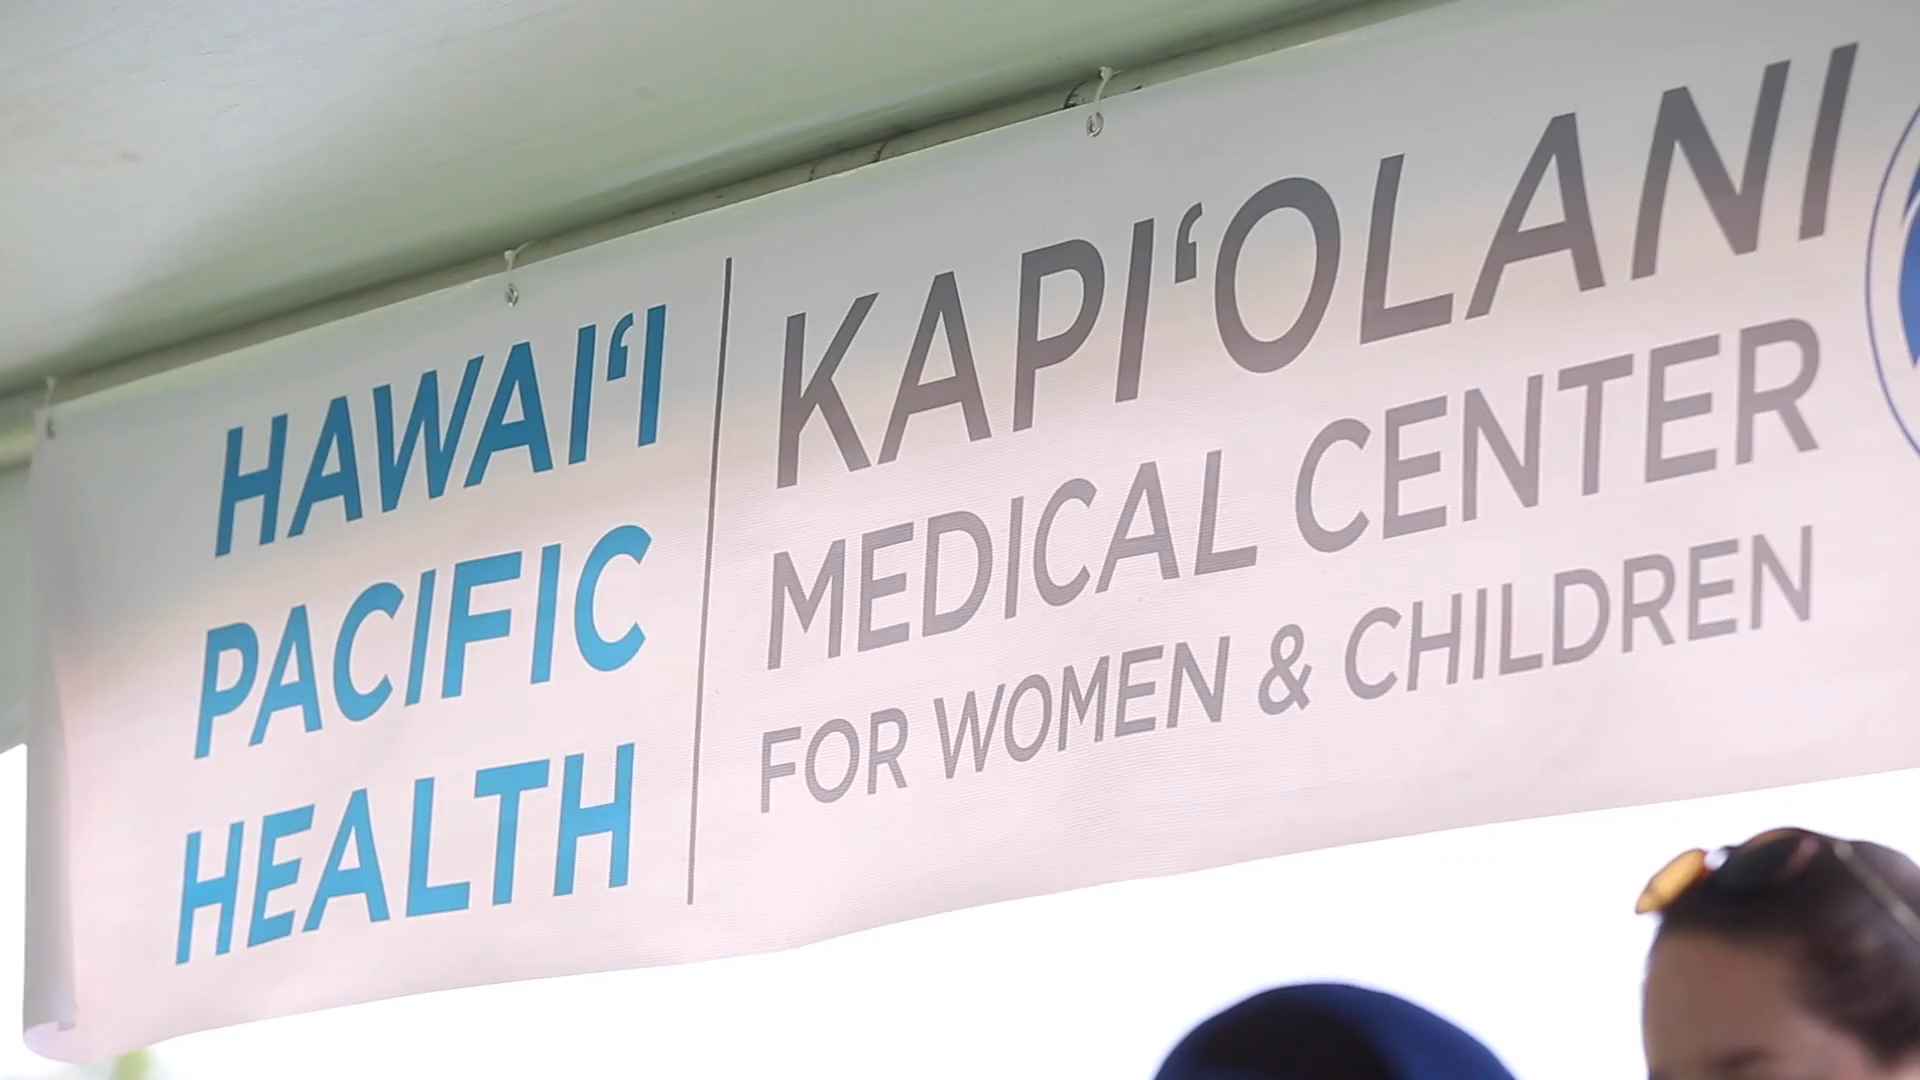 HAWAIʻI
PACIFIC
HEALTH
KAPIʻOLANI
MEDICAL CENTER
FOR WOMEN & CHILDREN